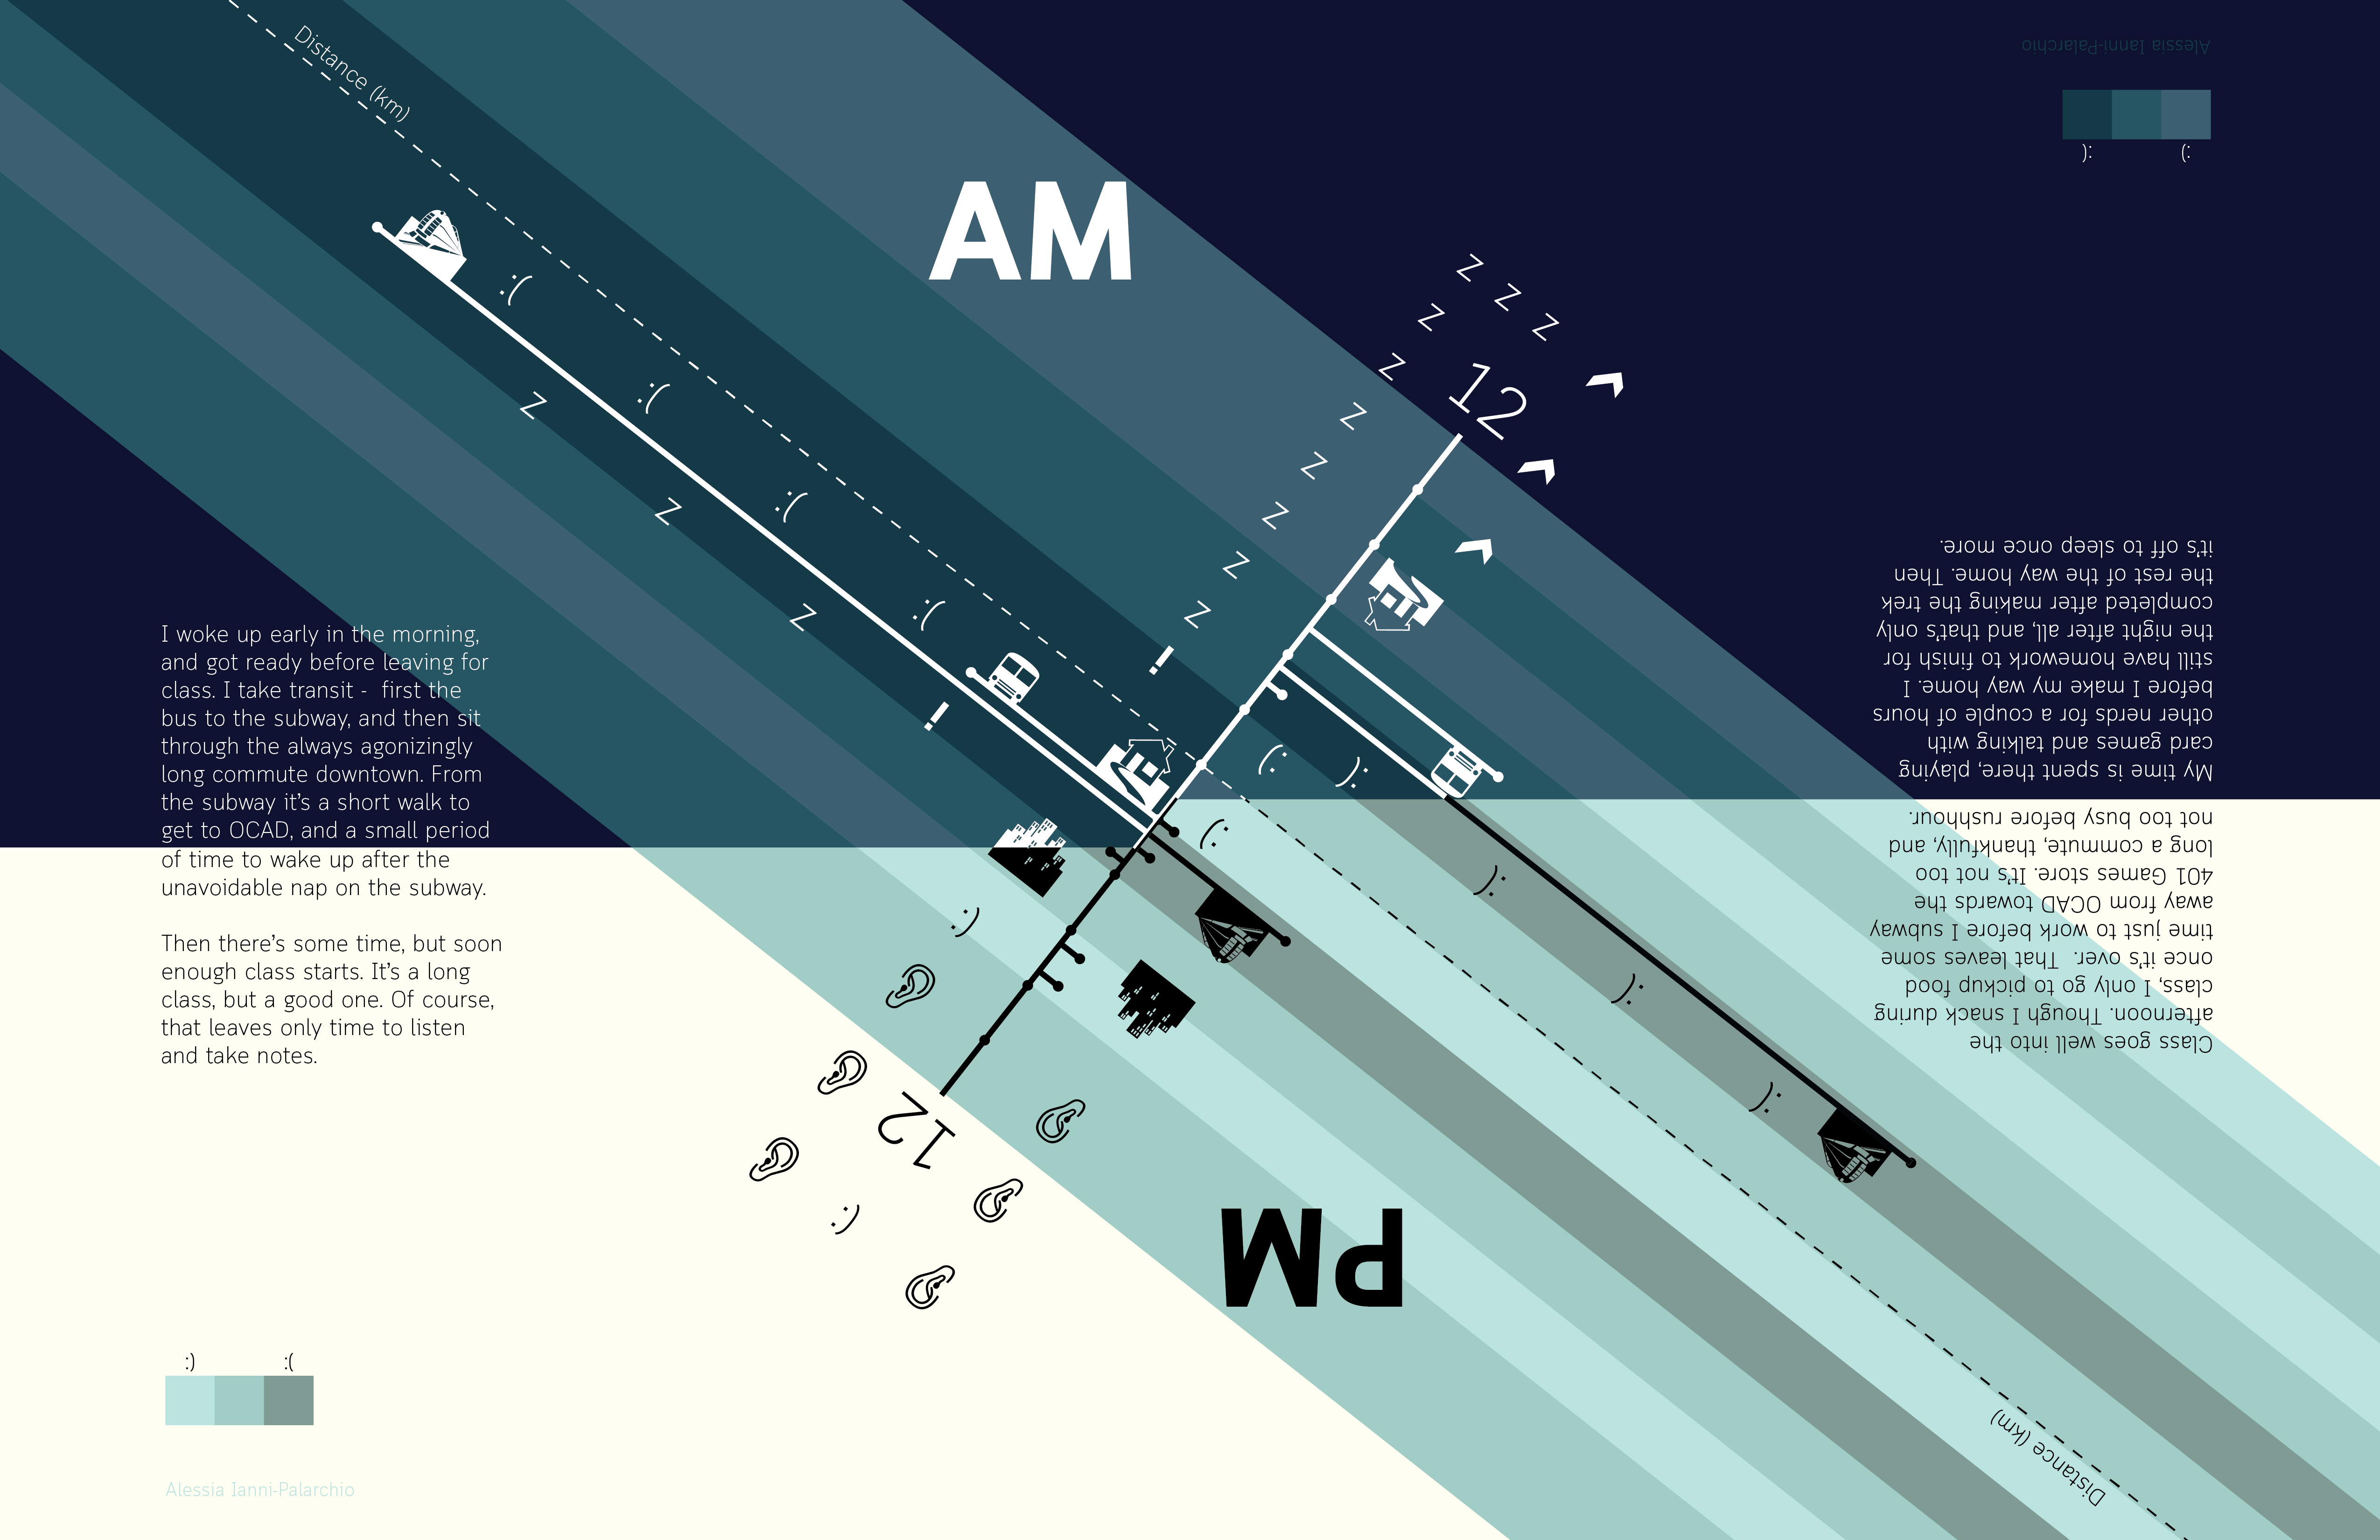 Distance (km)
AM
Alessia Ianni-Palarchio
:( :)
z z z
z
z
z
z
z
z
z
!
12
:(
:(
:(
:(
z
z
z
!
I woke up early in the morning,
and got ready before leaving for
class. I take transit -  first the
bus to the subway, and then sit
through the always agonizingly
long commute downtown. From
the subway it’s a short walk to
get to OCAD, and a small period
of time to wake up after the
unavoidable nap on the subway.
Then there’s some time, but soon
enough class starts. It’s a long
class, but a good one. Of course,
that leaves only time to listen
and take notes.
:)
:)
12
PM
Class goes well into the
afternoon. Though I snack during
class, I only go to pickup food
once it’s over.  That leaves some
time just to work before I subway
away from OCAD towards the
401 Games store. It’s not too
long a commute, thankfully, and
not too busy before rushhour.
My time is spent there, playing
card games and talking with
other nerds for a couple of hours
before I make my way home. I
still have homework to finish for
the night after all, and that’s only
completed after making the trek
the rest of the way home. Then
it’s off to sleep once more.
:)
:)
:(
:(
:(
:(
Distance (km)
:) :(
Alessia Ianni-Palarchio